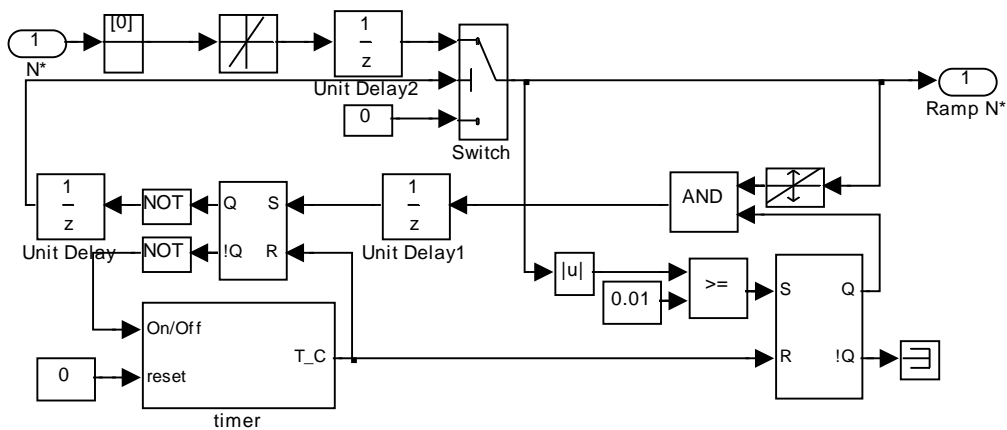 1
N*
[0]
1
z
Unit Delay2
0
Switch
1
Ramp N*
1
z
Unit Delay
NOT
NOT
Q
!Q
S
R
1
z
Unit Delay1
AND
|u|
0.01
>=
S
R
Q
!Q
On/Off
reset
T_C
timer
0